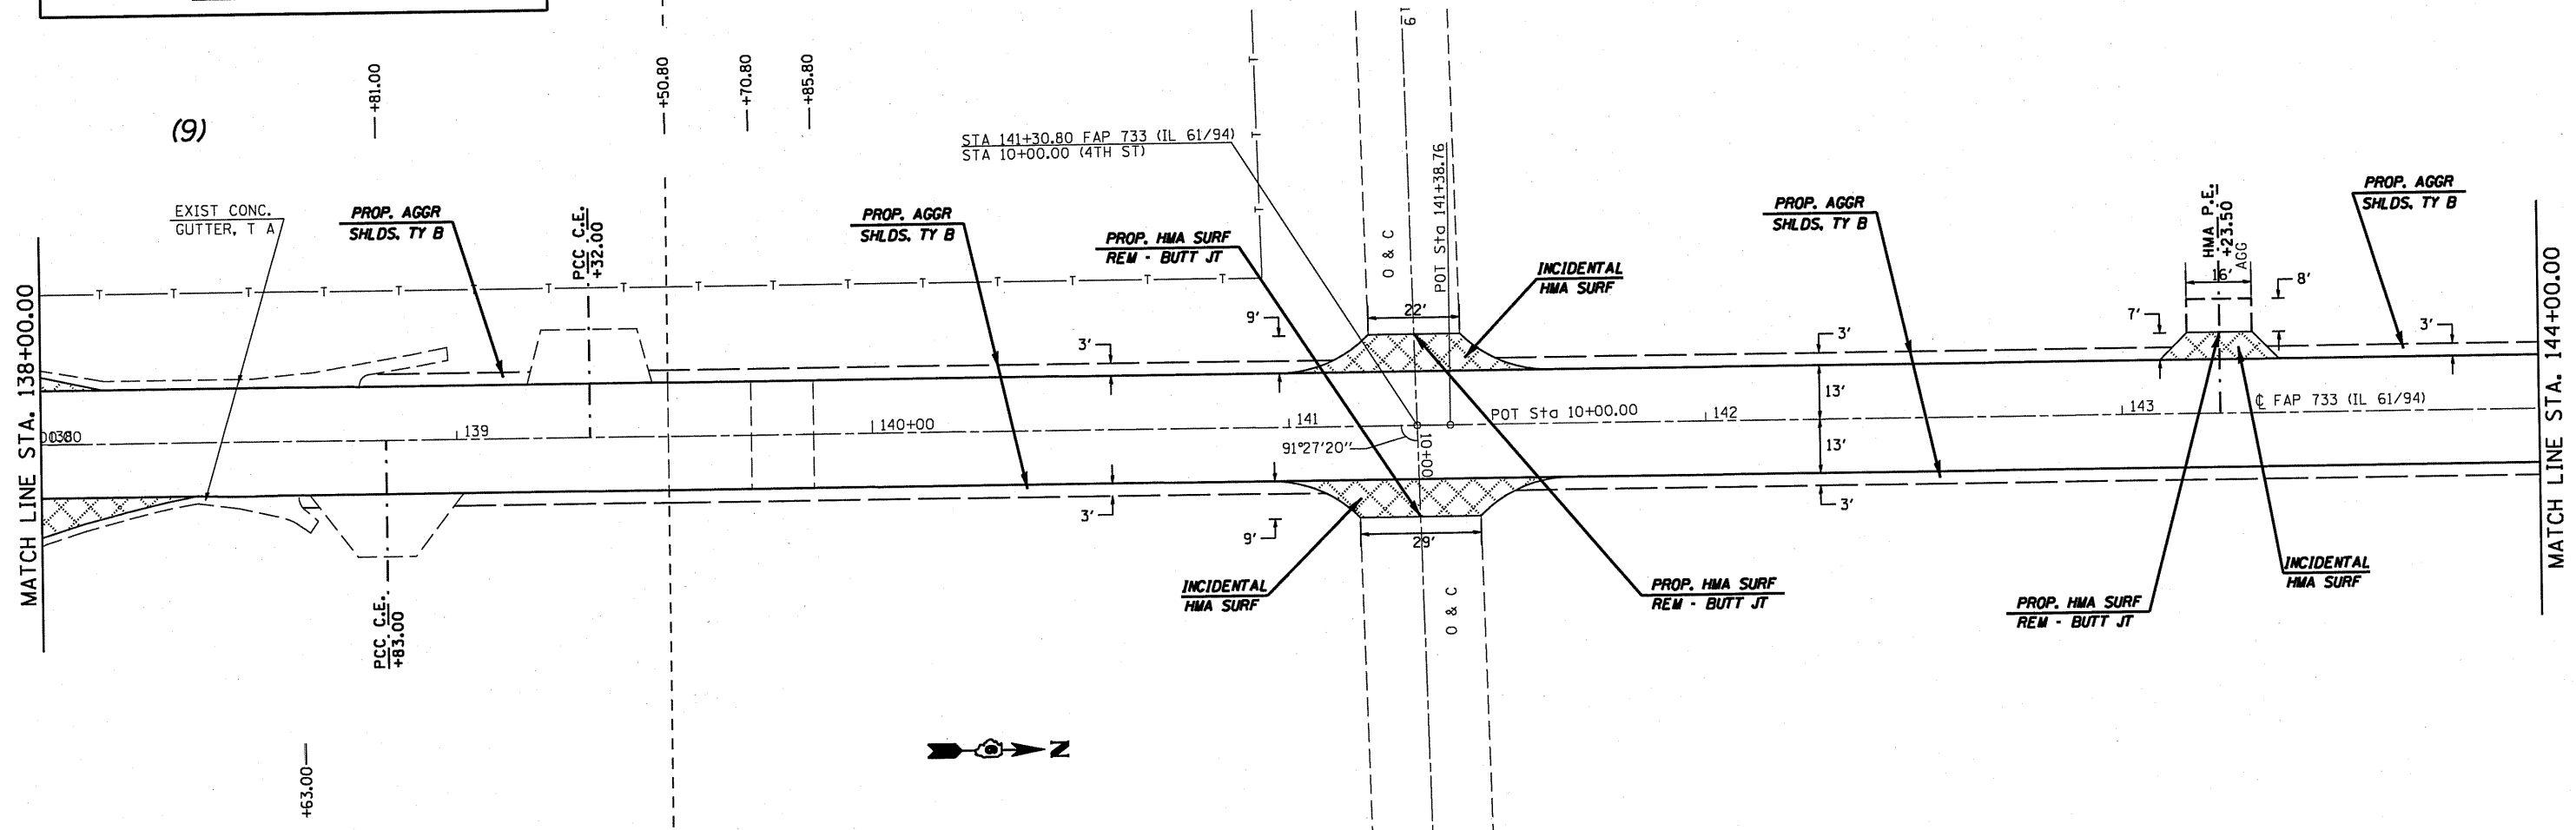 +81.00
+50.80
+70.80
+85.80
(9)
STA 141+30.80 FAP 733 (IL 61/94)
STA 10+00.00 (4TH ST)
EXIST CONC.
GUTTER, T A
PROP. AGGR
SHLDS, TY B
PCC C.E.
+32.00
PROP. AGGR
SHLDS, TY B
PROP. HMA SURF
REM - BUTT JT
O & C
POT Sta 141+38.76
9
INCIDENTAL
HMA SURF
PROP. AGGR
SHLDS, TY B
HMA P.E.
+23.50
AGG
PROP. AGGR
SHLDS, TY B
T T T T T T T T T T T T T T T T T T
16'
8'
7'
3'
22'
9'
3'
3'
MATCH LINE STA. 138+00.00
MATCH LINE STA. 144+00.00
13'
13'
139
140+00
141
POT Sta 10+00.00
142
143
℄ FAP 733 (IL 61/94)
91°27'20"
10+00
3'
3'
9'
29'
INCIDENTAL
HMA SURF
O & C
PROP. HMA SURF
REM - BUTT JT
PROP. HMA SURF
REM - BUTT JT
INCIDENTAL
HMA SURF
PCC C.E.
+83.00
+63.00
N